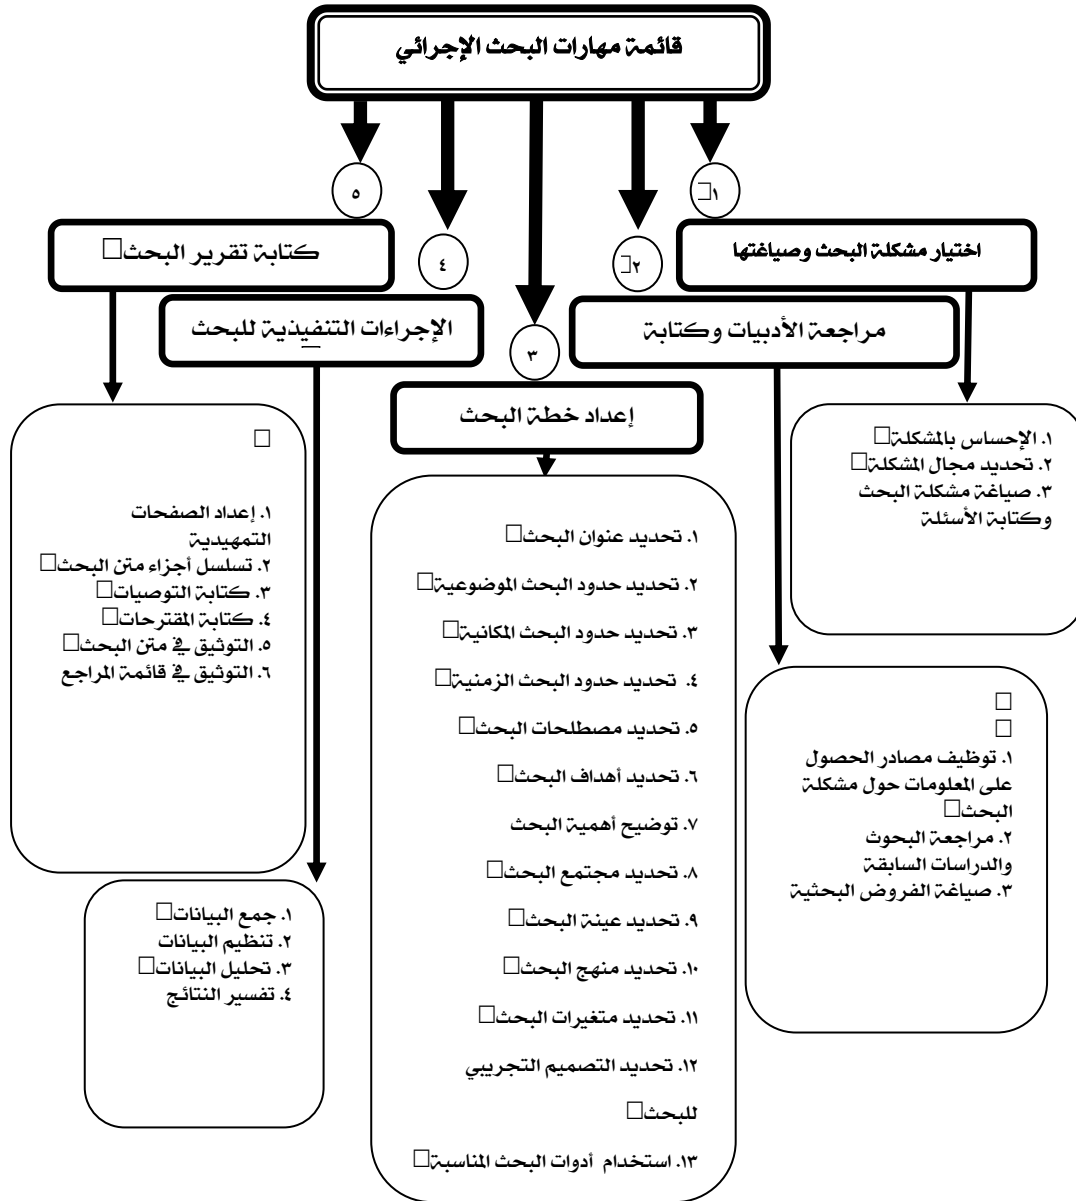 قائمة مهارات البحث الإجرائي
١
اختيار مشكلة البحث وصياغتها
١. الإحساس بالمشكلة
٢. تحديد مجال المشكلة
٣. صياغة مشكلة البحث
وكتابة الأسئلة
٢
مراجعة الأدبيات وكتابة
١. توظيف مصادر الحصول
على المعلومات حول مشكلة
البحث
٢. مراجعة البحوث
والدراسات السابقة
٣. صياغة الفروض البحثية
٣
إعداد خطة البحث
١. تحديد عنوان البحث
٢. تحديد حدود البحث الموضوعية
٣. تحديد حدود البحث المكانية
٤. تحديد حدود البحث الزمنية
٥. تحديد مصطلحات البحث
٦. تحديد أهداف البحث
٧. توضيح أهمية البحث
٨. تحديد مجتمع البحث
٩. تحديد عينة البحث
١٠. تحديد منهج البحث
١١. تحديد متغيرات البحث
١٢. تحديد التصميم التجريبي
للبحث
١٣. استخدام أدوات البحث المناسبة
٤
الإجراءات التنفيذية للبحث
١. جمع البيانات
٢. تنظيم البيانات
٣. تحليل البيانات
٤. تفسير النتائج
٥
كتابة تقرير البحث
١. إعداد الصفحات
التمهيدية
٢. تسلسل أجزاء متن البحث
٣. كتابة التوصيات
٤. كتابة المقترحات
٥. التوثيق في متن البحث
٦. التوثيق في قائمة المراجع